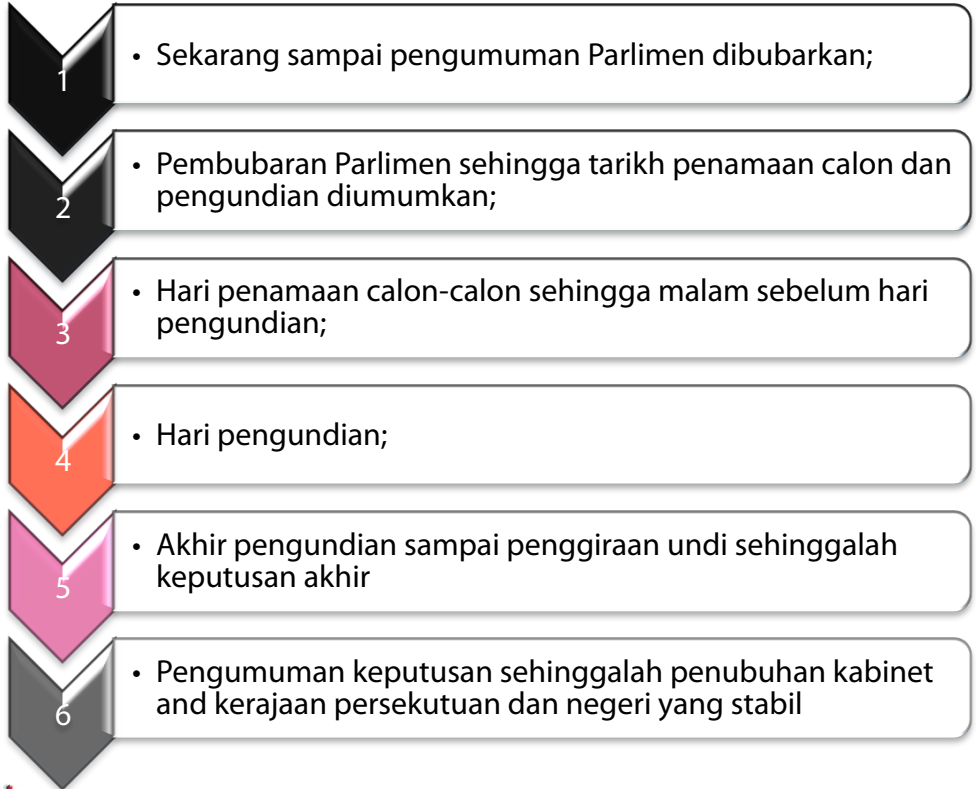 1
• Sekarang sampai pengumuman Parlimen dibubarkan;
2
• Pembubaran Parlimen sehingga tarikh penamaan calon dan
pengundian diumumkan;
3
• Hari penamaan calon-calon sehingga malam sebelum hari
pengundian;
4
• Hari pengundian;
5
• Akhir pengundian sampai penggiraan undi sehinggalah
keputusan akhir
6
• Pengumuman keputusan sehinggalah penubuhan kabinet
and kerajaan persekutuan dan negeri yang stabil